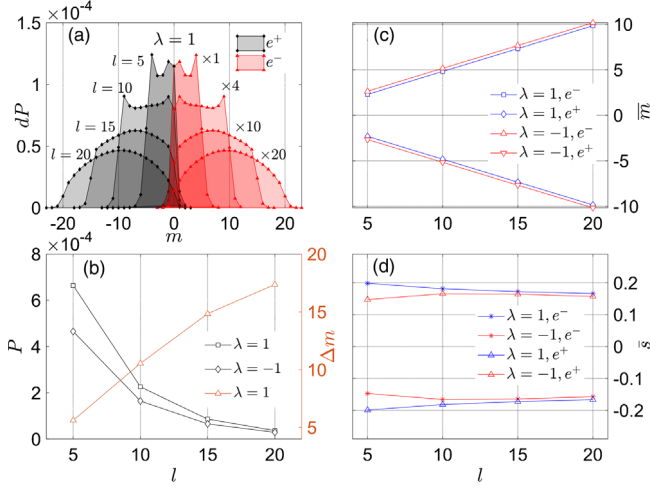 ×10⁻⁴
1.5
1
0.5
0
dP
(a)
λ = 1
l = 5
l = 10
l = 15
l = 20
×1
×4
×10
×20
e+
e−
-20 -10 0 10 20
m
(c)
λ = 1, e⁻
λ = 1, e⁺
λ = −1, e⁻
λ = −1, e⁺
10
5
-5
-10
m̅
5 10 15 20
×10⁻⁴
8
6
4
2
0
P
(b)
λ = 1
λ = −1
λ = 1
20
15
10
5
Δm
5 10 15 20
l
(d)
λ = 1, e⁻
λ = −1, e⁻
λ = 1, e⁺
λ = −1, e⁺
0.2
0.1
0
-0.1
-0.2
s̄
5 10 15 20
l